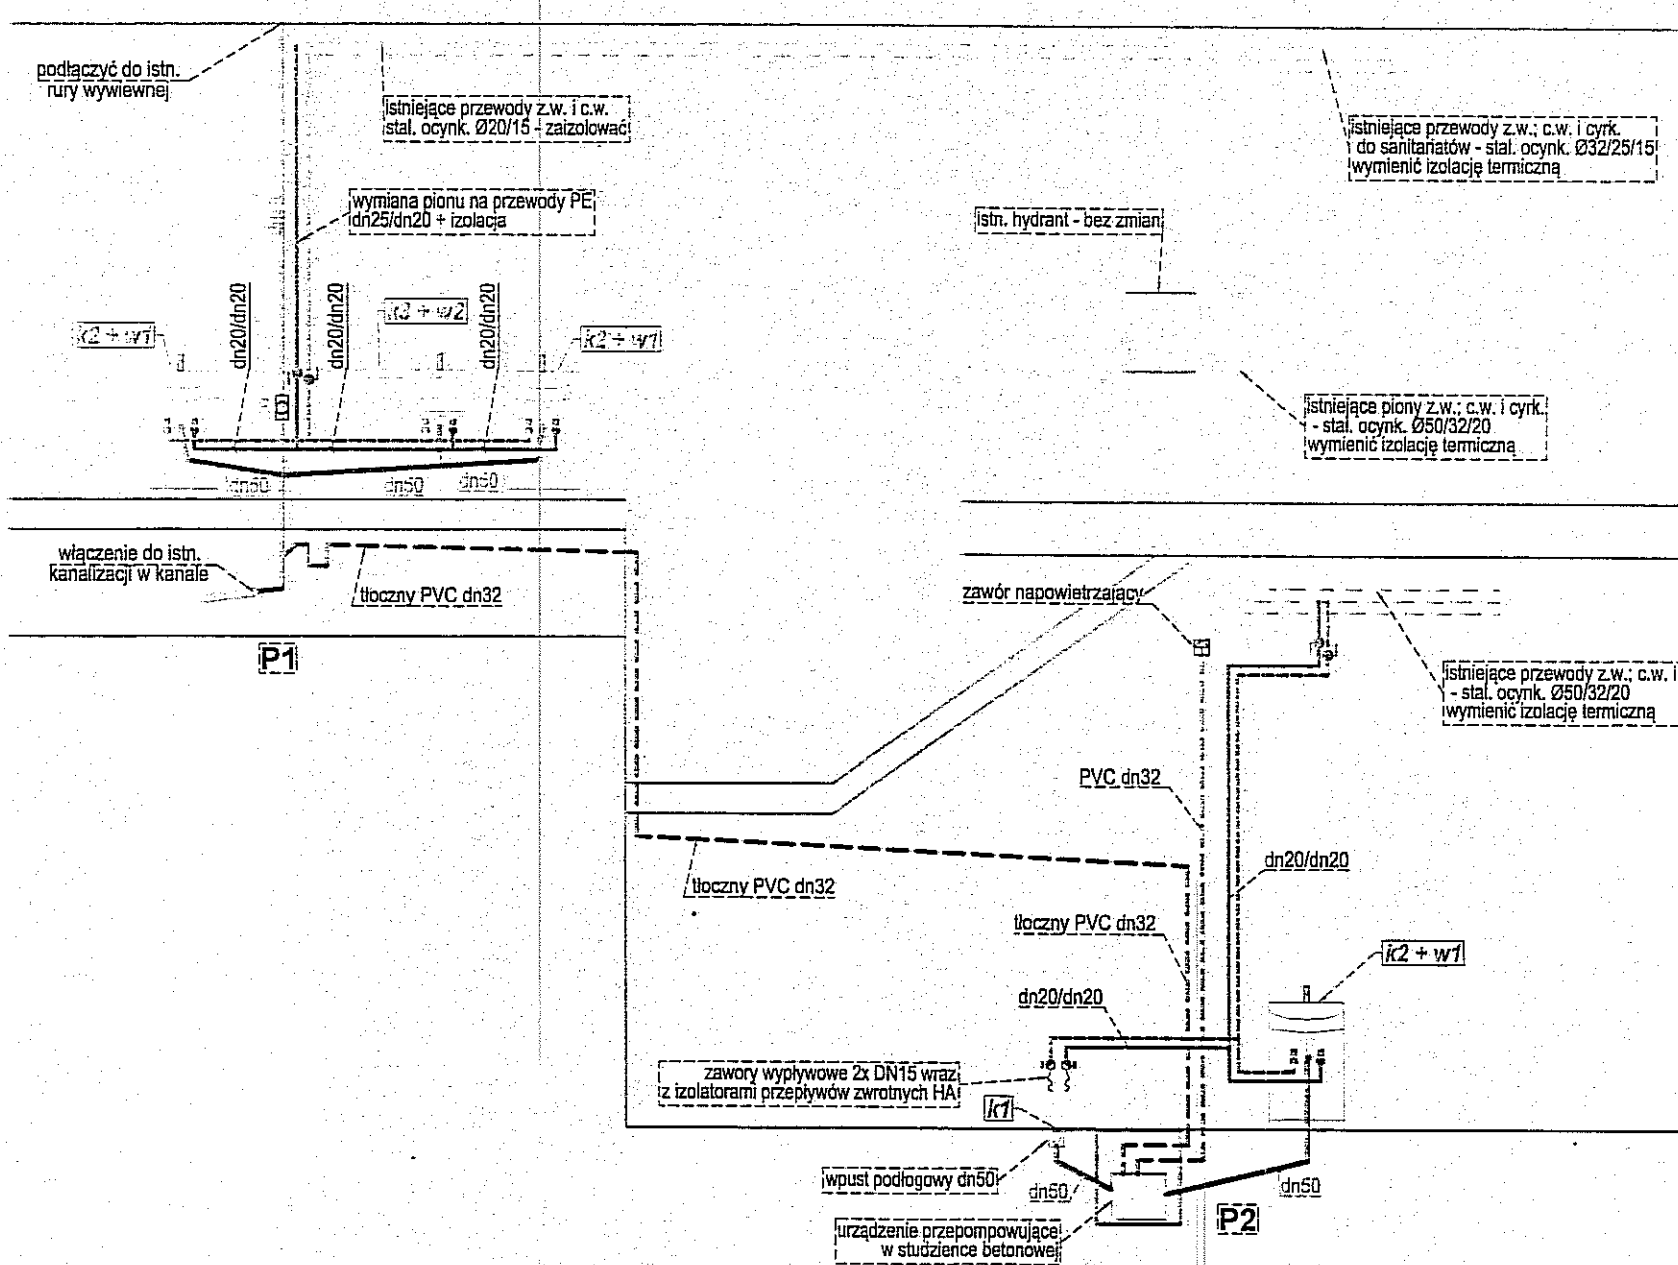 podłączyć do istn.
rury wywiewnej
istniejące przewody z.w. i c.w.
stal. ocynk. Ø20/15 - zaizolować
istniejące przewody z.w.; c.w. i cyrk.
do sanitariatów - stal. ocynk. Ø32/25/15
wymienić izolację termiczną
wymiana pionu na przewody PE
dn25/dn20 + izolacja
istn. hydrant - bez zmian
dn20/dn20
dn20/dn20
dn20/dn20
k2 + w1
k3 + w2
k2 + w1
istniejące piony z.w.; c.w. i cyrk.
- stal. ocynk. Ø50/32/20
wymienić izolację termiczną
dn50
dn50
dn50
włączenie do istn.
kanalizacji w kanale
tłoczny PVC dn32
P1
zawór napowietrzający
istniejące przewody z.w.; c.w. i
- stal. ocynk. Ø50/32/20
wymienić izolację termiczną
PVC dn32
dn20/dn20
tłoczny PVC dn32
tłoczny PVC dn32
k2 + w1
dn20/dn20
zawory wypływowe 2x DN15 wraz
z izolatorami przepływów zwrotnych HA
k1
wpust podłogowy dn50
dn50
dn50
P2
urządzenie przepompowujące
w studzience betonowej